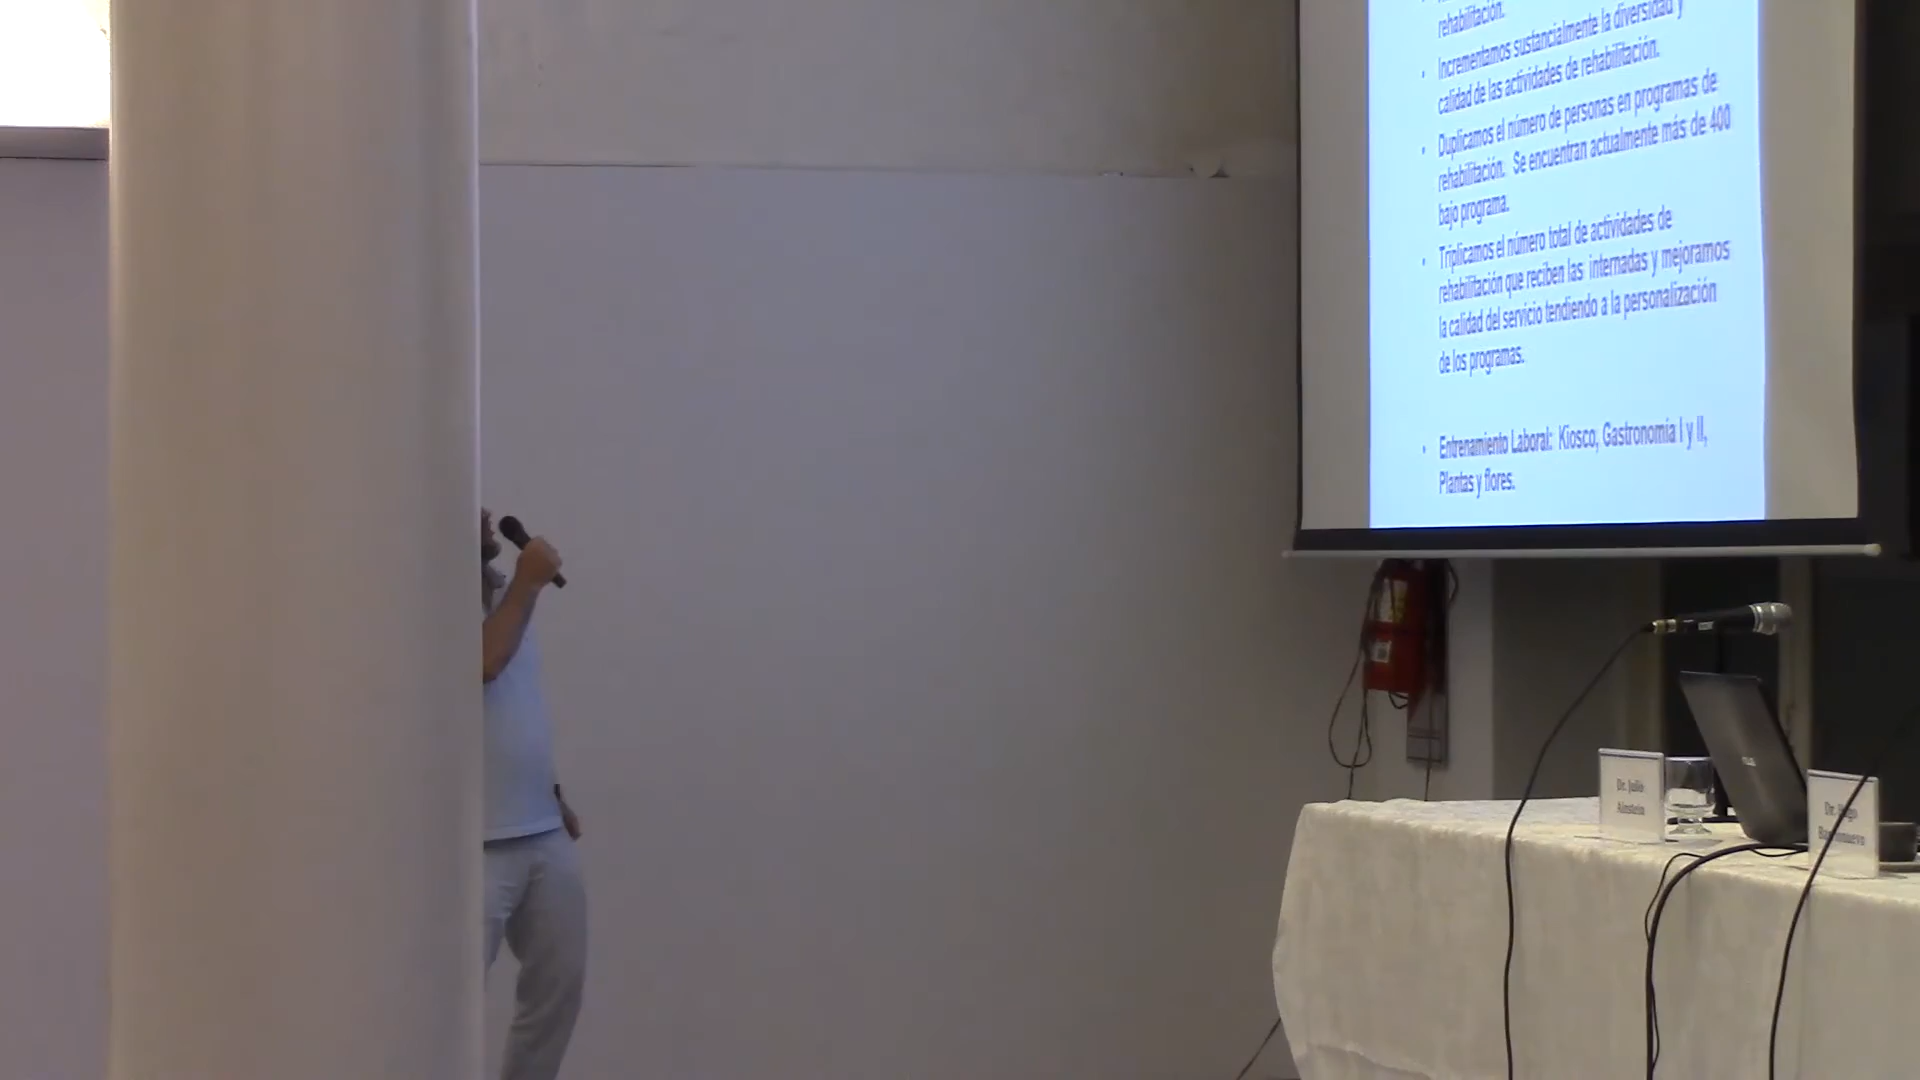 rehabilitación.
Incrementamos sustancialmente la diversidad y
calidad de las actividades de rehabilitación.
Duplicamos el número de personas en programas de
rehabilitación. Se encuentran actualmente más de 400
bajo programa.
Triplicamos el número total de actividades de
rehabilitación que reciben las internadas y mejoramos
la calidad del servicio tendiendo a la personalización
de los programas.
Entrenamiento Laboral: Kiosco, Gastronomía I y II,
Plantas y flores.
Dr. Julio
Ainstein
Dr. Hugo